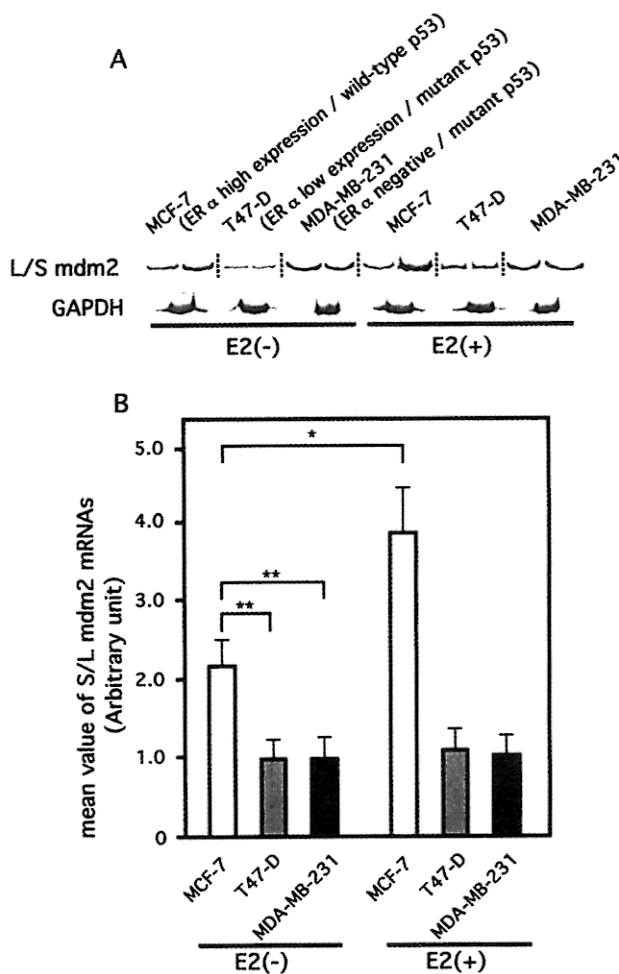 A
MCF-7
(ER α high expression / wild-type p53)
T47-D
(ER α low expression / mutant p53)
MDA-MB-231
(ER α negative / mutant p53)
MCF-7
T47-D
MDA-MB-231
L/S mdm2
GAPDH
E2(-)
E2(+)
B
mean value of S/L mdm2 mRNAs
(Arbitrary unit)
5.0
4.0
3.0
2.0
1.0
0
*
**
**
MCF-7
T47-D
MDA-MB-231
MCF-7
T47-D
MDA-MB-231
E2(-)
E2(+)